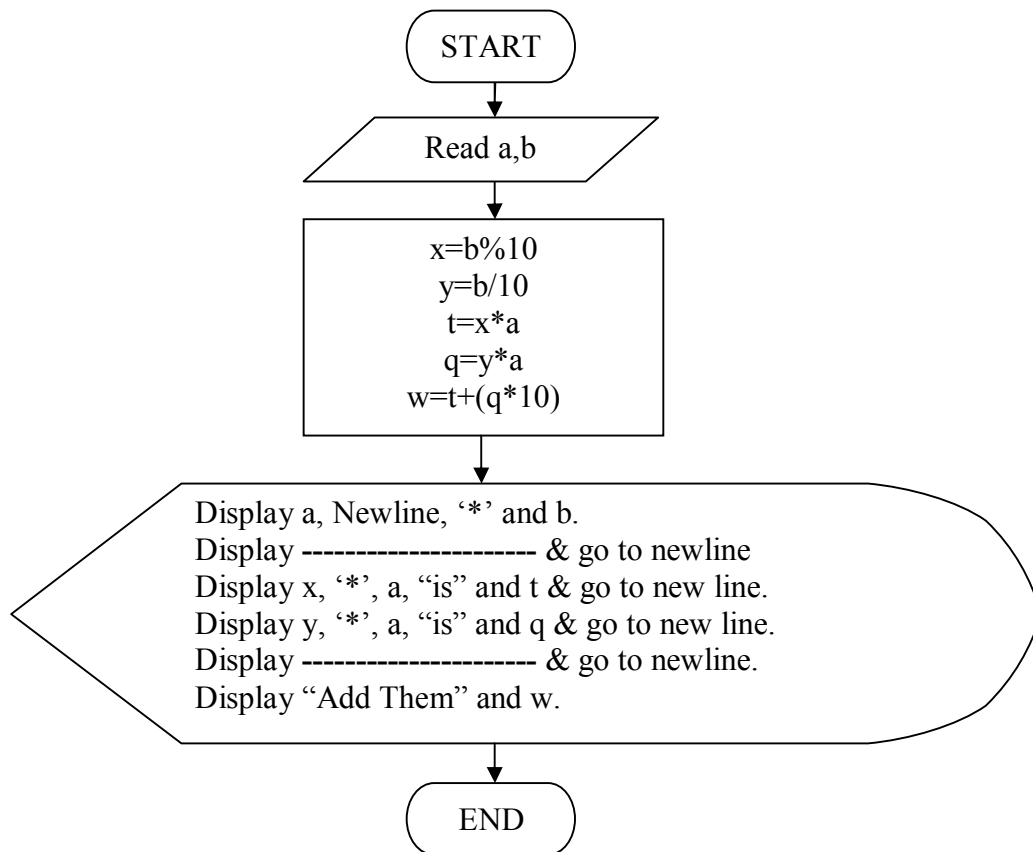 START
Read a,b
x=b%10
y=b/10
t=x*a
q=y*a
w=t+(q*10)
Display a, Newline, ‘*’ and b.
Display ---------------------- & go to newline
Display x, ‘*’, a, “is” and t & go to new line.
Display y, ‘*’, a, “is” and q & go to new line.
Display ---------------------- & go to newline.
Display “Add Them” and w.
END